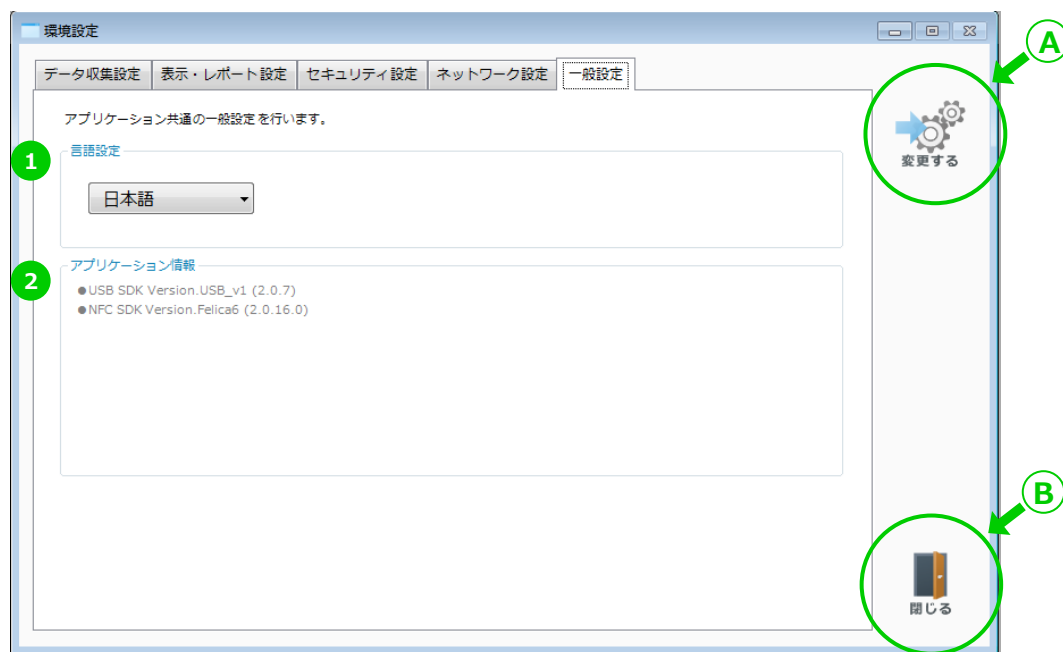 環境設定
A
データ収集設定 表示・レポート設定 セキュリティ設定 ネットワーク設定 一般設定
アプリケーション共通の一般設定を行います。
変更する
1
言語設定
日本語
2
アプリケーション情報
●USB SDK Version.USB_v1 (2.0.7)
●NFC SDK Version.Felica6 (2.0.16.0)
B
閉じる